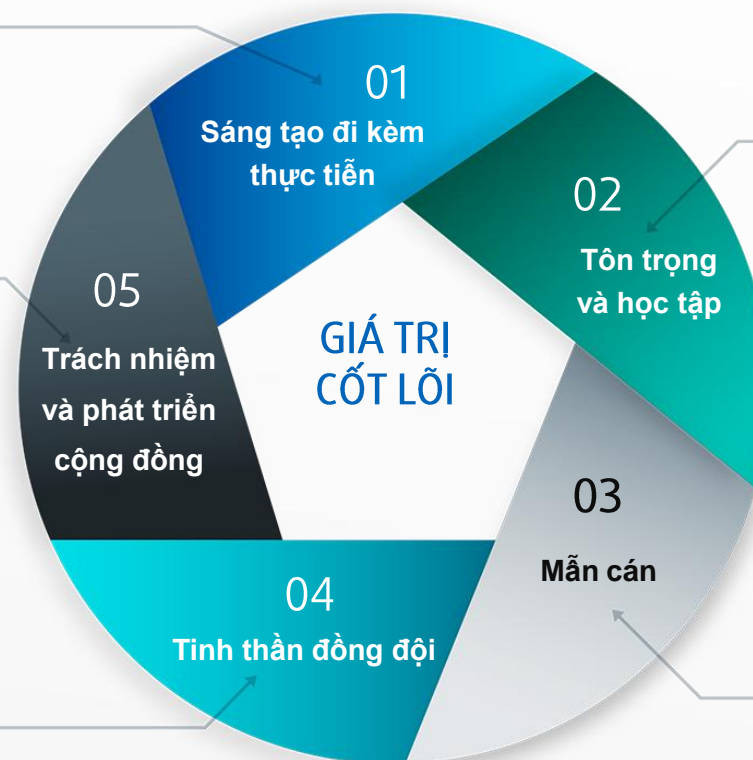 01
Sáng tạo đi kèm
thực tiễn
02
Tôn trọng
và học tập
03
Mẫn cán
04
Tinh thần đồng đội
05
Trách nhiệm
và phát triển
cộng đồng
GIÁ TRỊ
CỐT LÕI